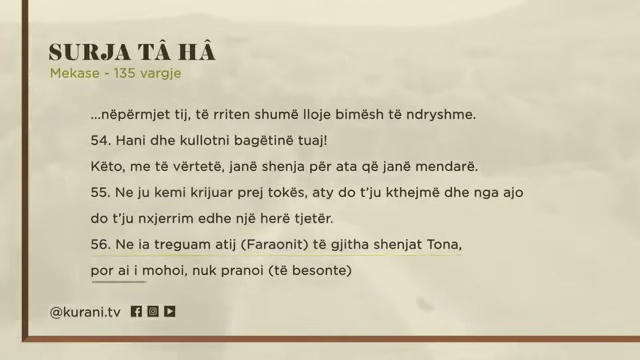 SURJA TÂ HÂ
Mekase - 135 vargje
...nëpërmjet tij, të rriten shumë lloje bimësh të ndryshme.
54. Hani dhe kullotni bagëtinë tuaj!
Këto, me të vërtetë, janë shenja për ata që janë mendarë.
55. Ne ju kemi krijuar prej tokës, aty do t'ju kthejmë dhe nga ajo
do t'ju nxjerrim edhe një herë tjetër.
56. Ne ia treguam atij (Faraonit) të gjitha shenjat Tona,
por ai i mohoi, nuk pranoi (të besonte)
@kurani.tv